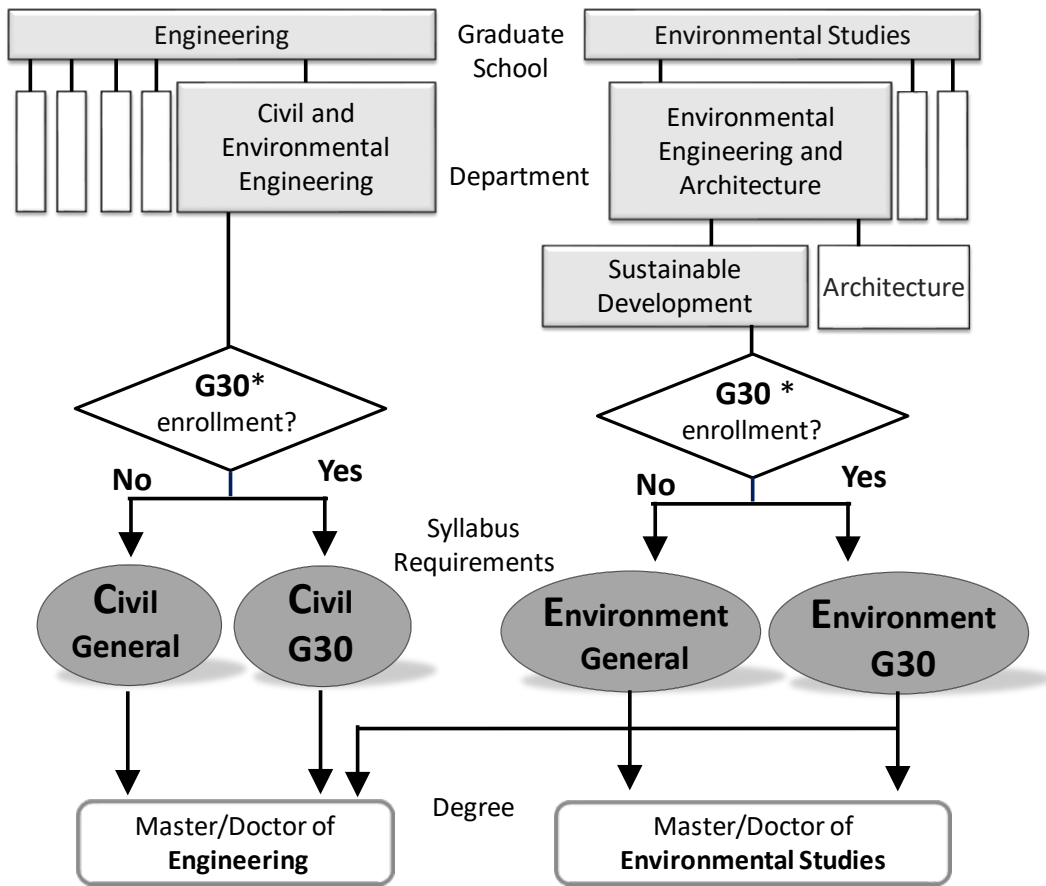 Engineering
Graduate
School
Environmental Studies
Civil and
Environmental
Engineering
Department
Environmental
Engineering and
Architecture
Sustainable
Development
Architecture
G30*
enrollment?
G30 *
enrollment?
No
Yes
No
Yes
Syllabus
Requirements
Civil
General
Civil
G30
Environment
General
Environment
G30
Degree
Master/Doctor of
Engineering
Master/Doctor of
Environmental Studies